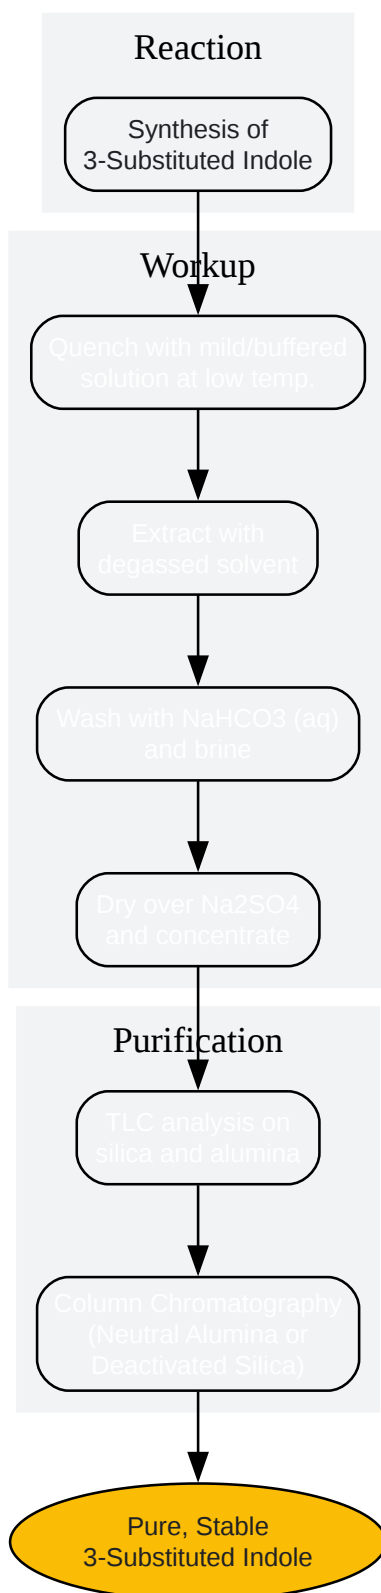 Reaction
Synthesis of
3-Substituted Indole
Workup
Quench with mild/buffered
solution at low temp.
Extract with
degassed solvent
Wash with NaHCO3 (aq)
and brine
Dry over Na2SO4
and concentrate
Purification
TLC analysis on
silica and alumina
Column Chromatography
(Neutral Alumina or
Deactivated Silica)
Pure, Stable
3-Substituted Indole